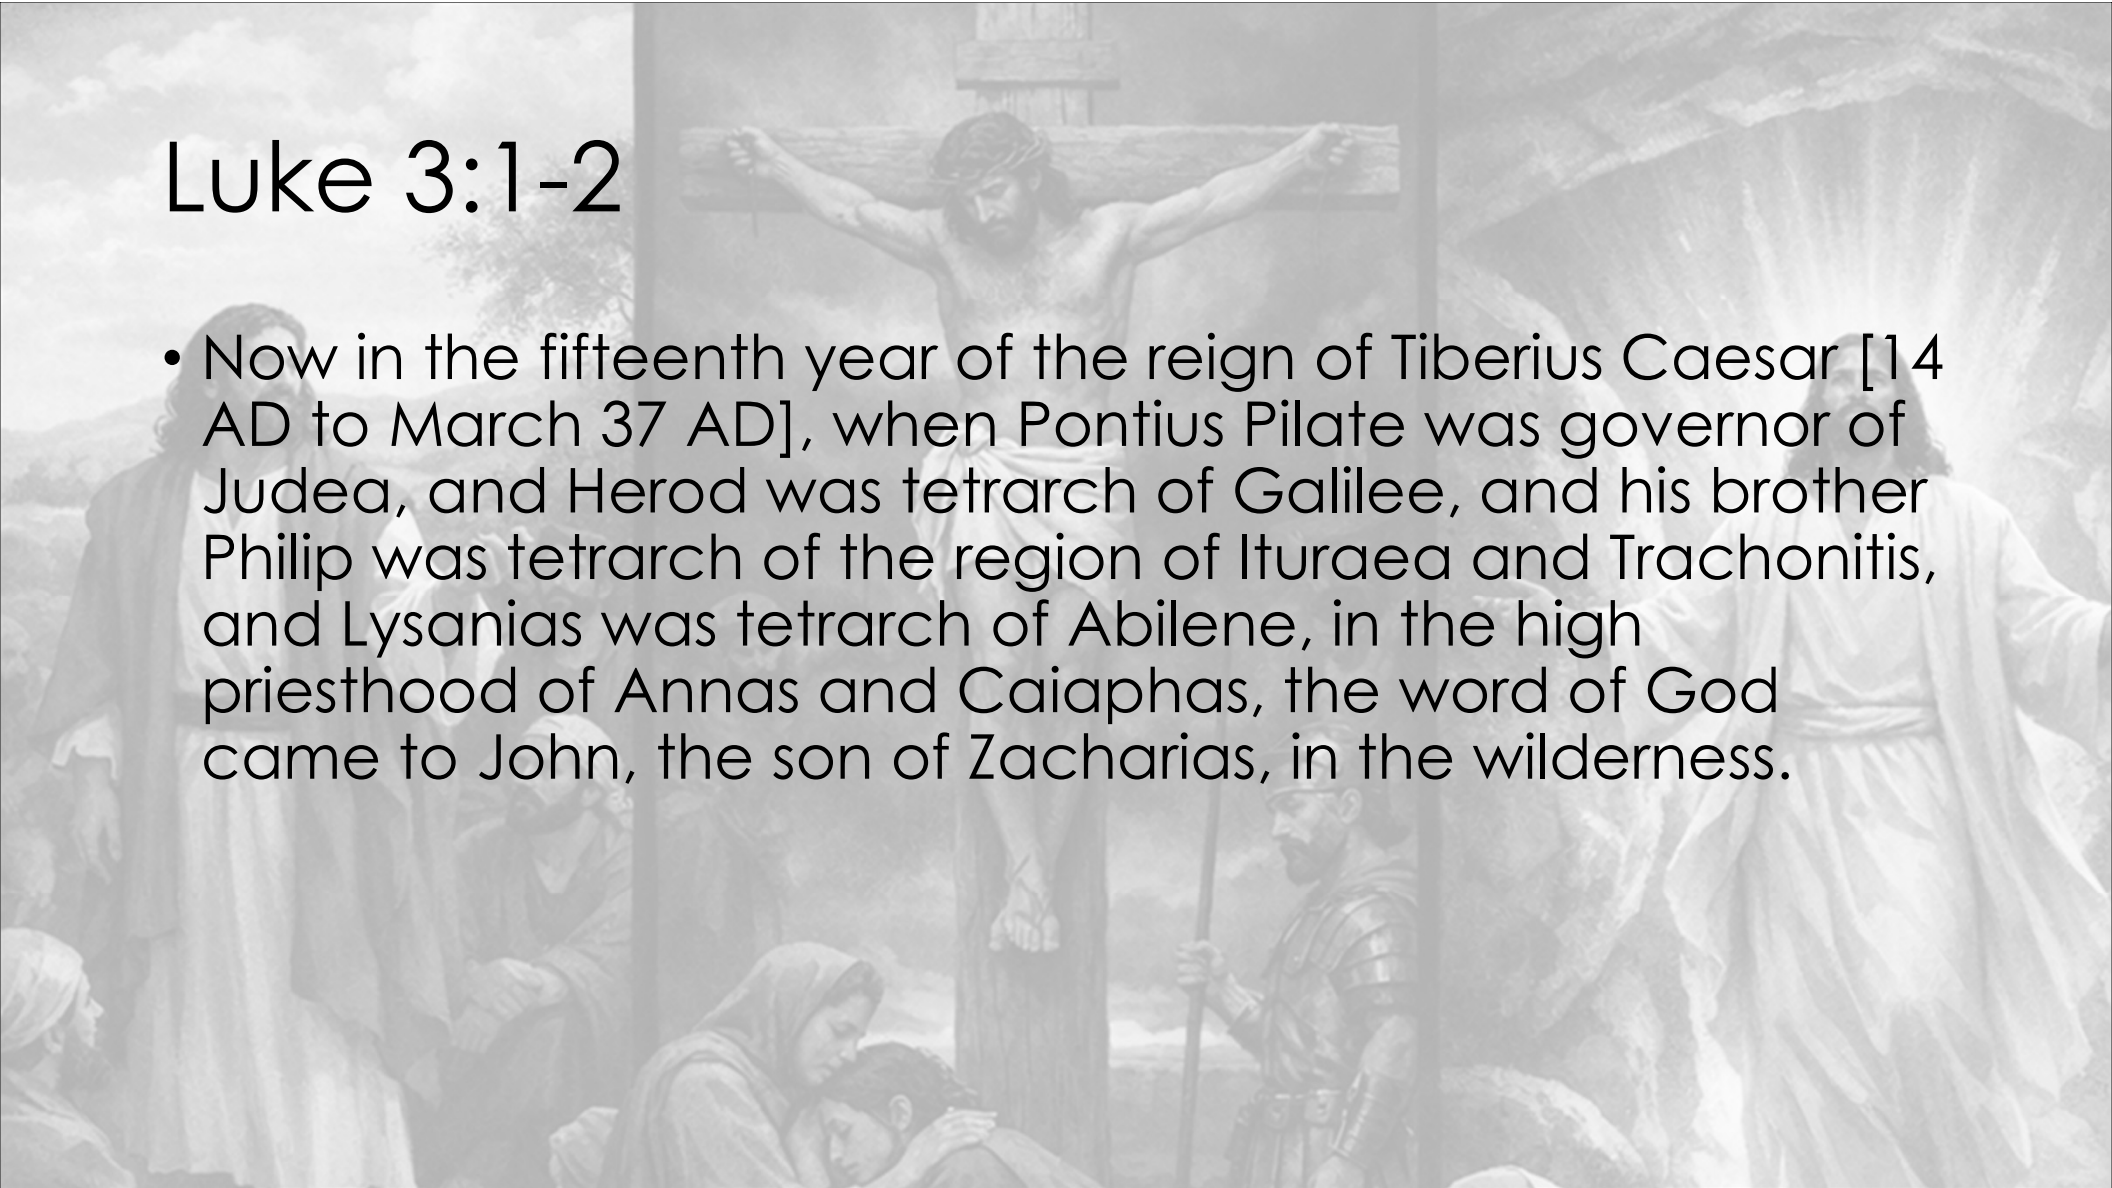 Luke 3:1-2
• Now in the fifteenth year of the reign of Tiberius Caesar [14
AD to March 37 AD], when Pontius Pilate was governor of
Judea, and Herod was tetrarch of Galilee, and his brother
Philip was tetrarch of the region of Ituraea and Trachonitis,
and Lysanias was tetrarch of Abilene, in the high
priesthood of Annas and Caiaphas, the word of God
came to John, the son of Zacharias, in the wilderness.